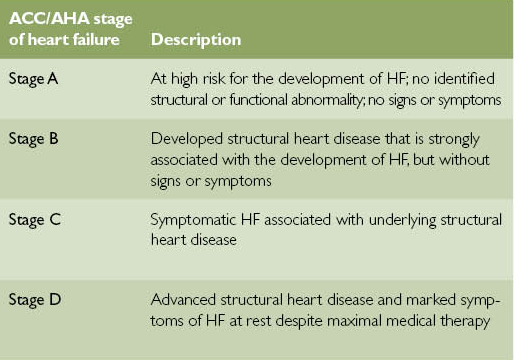 ACC/AHA stage
of heart failure Description
Stage A At high risk for the development of HF; no identified
structural or functional abnormality; no signs or symptoms
Stage B Developed structural heart disease that is strongly
associated with the development of HF, but without
signs or symptoms
Stage C Symptomatic HF associated with underlying structural
heart disease
Stage D Advanced structural heart disease and marked symp-
toms of HF at rest despite maximal medical therapy